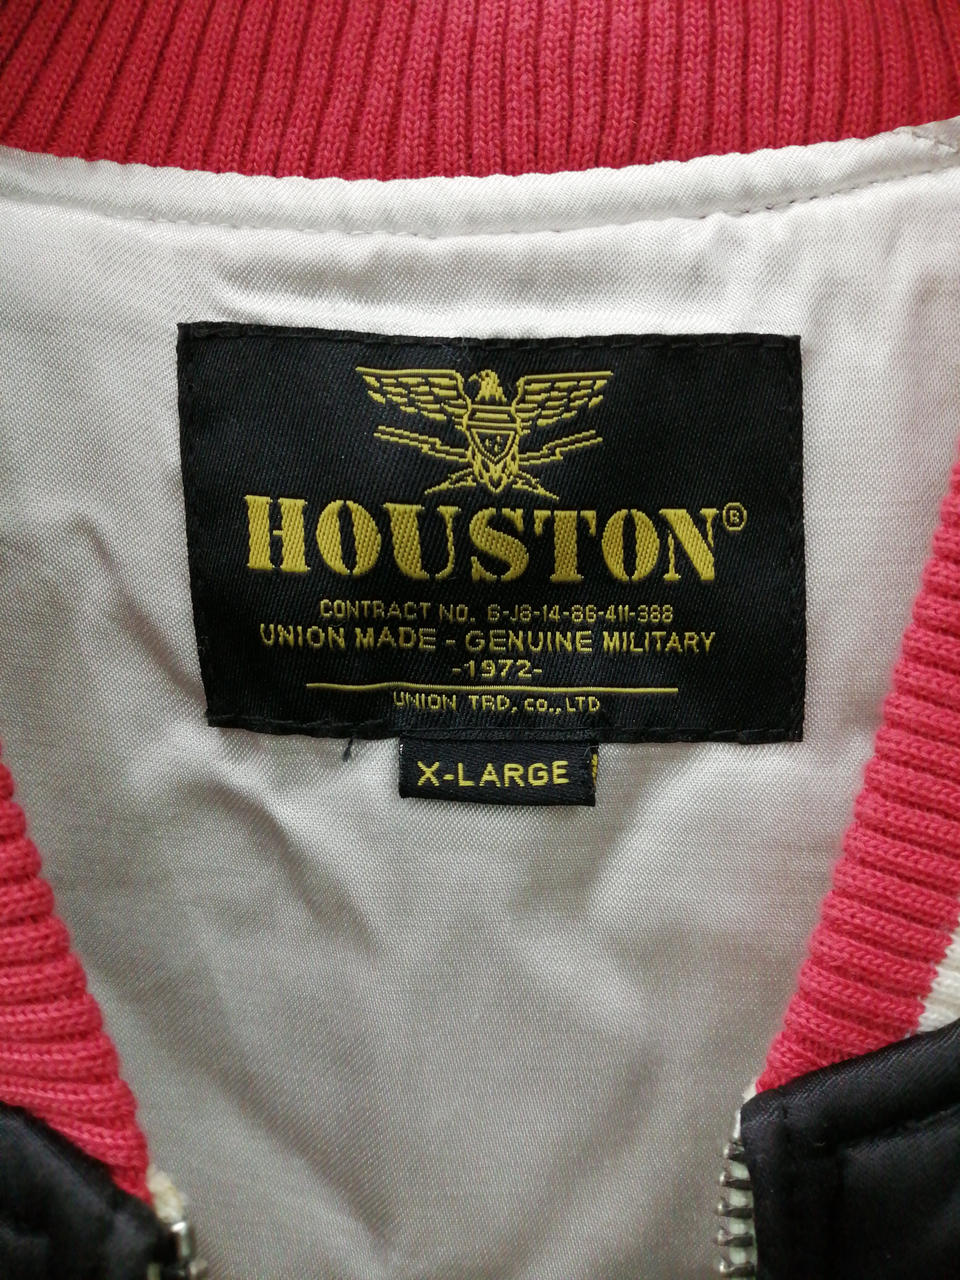 HOUSTON®
CONTRACT NO. 6-J8-14-86-411-388
UNION MADE - GENUINE MILITARY
-1972-
UNION TRD. co., LTD
X-LARGE